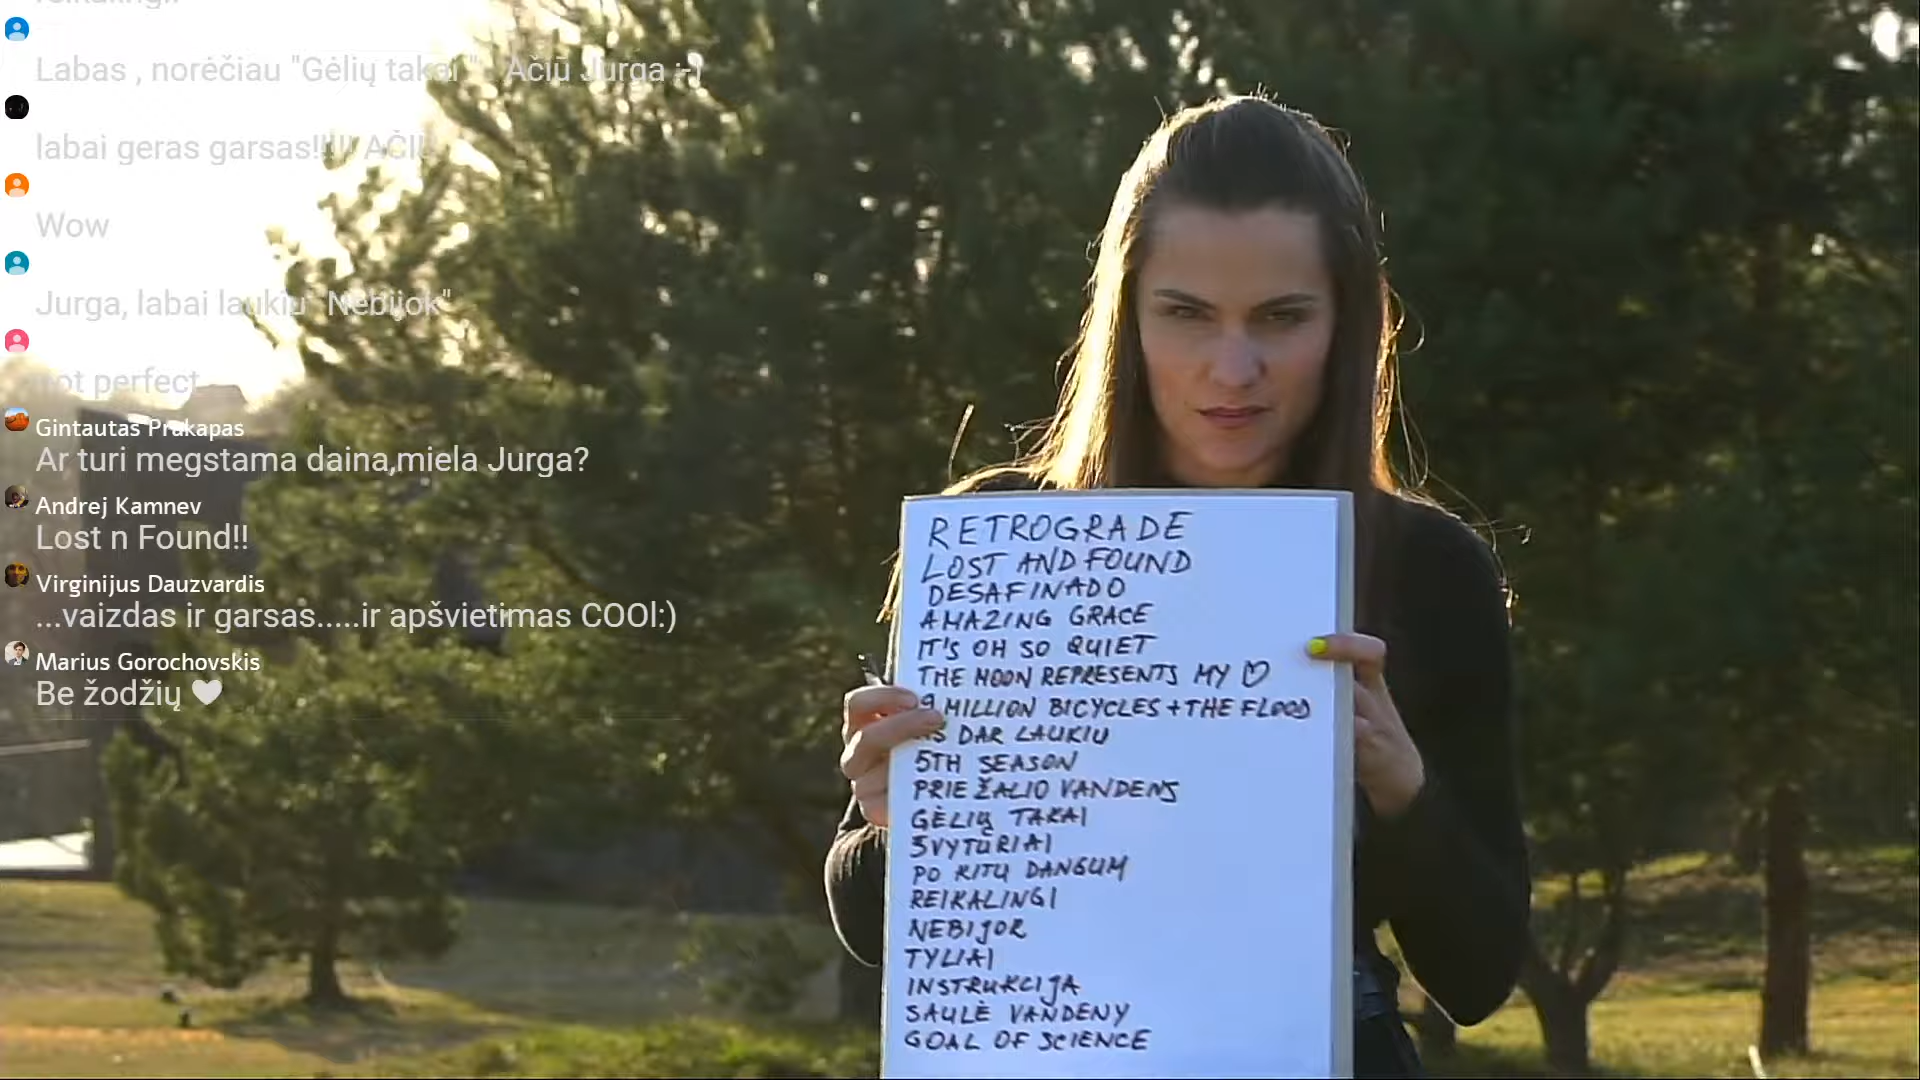 Labas , norėčiau "Gėlių takai " . Ačiū Jurga :-)
labai geras garsas!!!!! AČIŪ
Wow
Jurga, labai laukiu "Nebijok"
not perfect
Gintautas Prakapas
Ar turi megstama daina,miela Jurga?
Andrej Kamnev
Lost n Found!!
Virginijus Dauzvardis
...vaizdas ir garsas.....ir apšvietimas COOl:)
Marius Gorochovskis
Be žodžių 🤍
RETROGRADE
LOST AND FOUND
DESAFINADO
AMAZING GRACE
IT'S OH SO QUIET
THE MOON REPRESENTS MY ♡
9 MILLION BICYCLES + THE FLOOD
DAR LAUKIU
5TH SEASON
PRIE ŽALIO VANDENS
GĖLIŲ TAKAI
ŠVYTURIAI
PO KITU DANGUM
REIKALINGI
NEBIJOK
TYLIAI
INSTRUKCIJA
SAULĖ VANDENY
GOAL OF SCIENCE